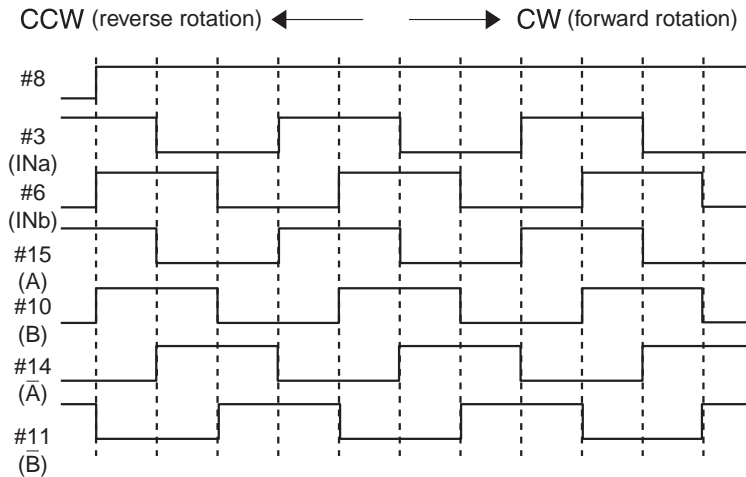 CCW (reverse rotation) CW (forward rotation)
#8
#3
(INa)
#6
(INb)
#15
(A)
#10
(B)
#14
(A̅)
#11
(B̅)